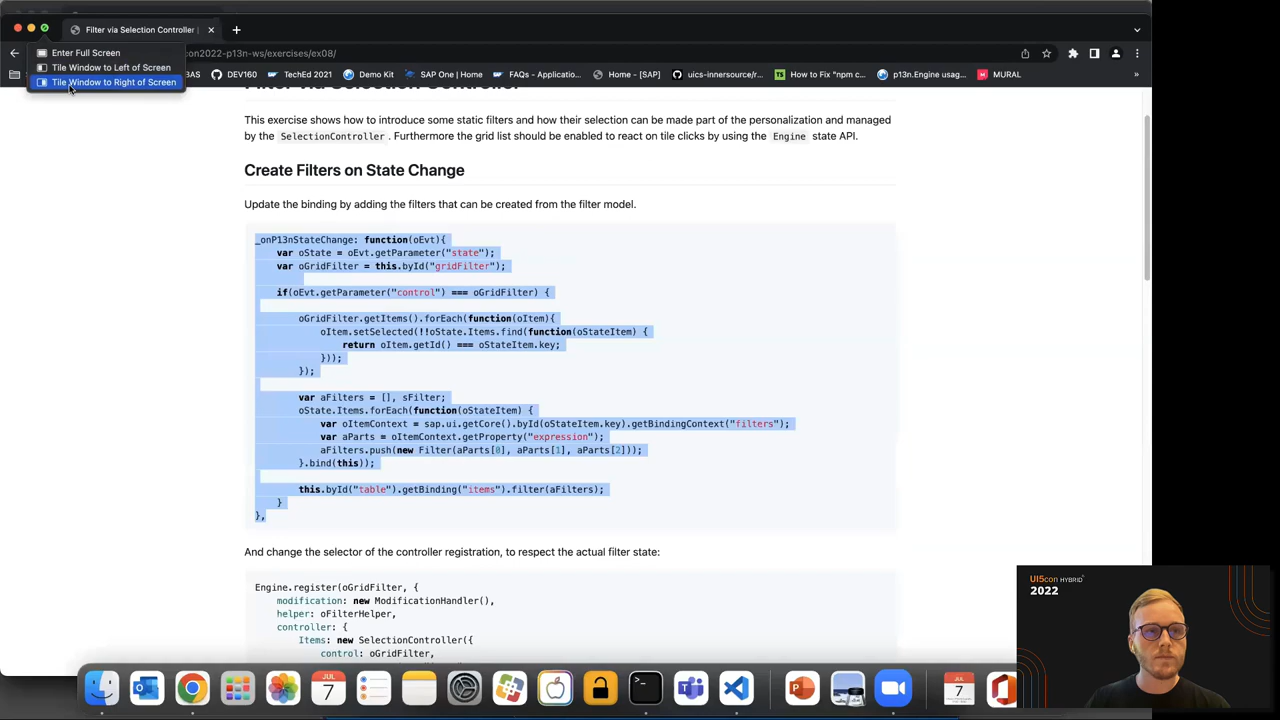 Filter via Selection Controller
con2022-p13n-ws/exercises/ex08/
Enter Full Screen
Tile Window to Left of Screen
Tile Window to Right of Screen
BAS
DEV160
TechEd 2021
Demo Kit
SAP One | Home
FAQs - Application...
Home - [SAP]
uics-innersource/r...
How to Fix "npm c...
p13n.Engine usag...
MURAL
»
Filter via Selection Controller
This exercise shows how to introduce some static filters and how their selection can be made part of the personalization and managed
by the SelectionController. Furthermore the grid list should be enabled to react on tile clicks by using the Engine state API.
Create Filters on State Change
Update the binding by adding the filters that can be created from the filter model.
_onP13nStateChange: function(oEvt){
var oState = oEvt.getParameter("state");
var oGridFilter = this.byId("gridFilter");
if(oEvt.getParameter("control") === oGridFilter) {
oGridFilter.getItems().forEach(function(oItem){
oItem.setSelected(!!oState.Items.find(function(oStateItem) {
return oItem.getId() === oStateItem.key;
}));
});
var aFilters = [], sFilter;
oState.Items.forEach(function(oStateItem) {
var oItemContext = sap.ui.getCore().byId(oStateItem.key).getBindingContext("filters");
var aParts = oItemContext.getProperty("expression");
aFilters.push(new Filter(aParts[0], aParts[1], aParts[2]));
}.bind(this));
this.byId("table").getBinding("items").filter(aFilters);
}
},
And change the selector of the controller registration, to respect the actual filter state:
Engine.register(oGridFilter, {
modification: new ModificationHandler(),
helper: oFilterHelper,
controller: {
Items: new SelectionController({
control: oGridFilter,
UI5con HYBRID
2022
JUL
7
JUL
7